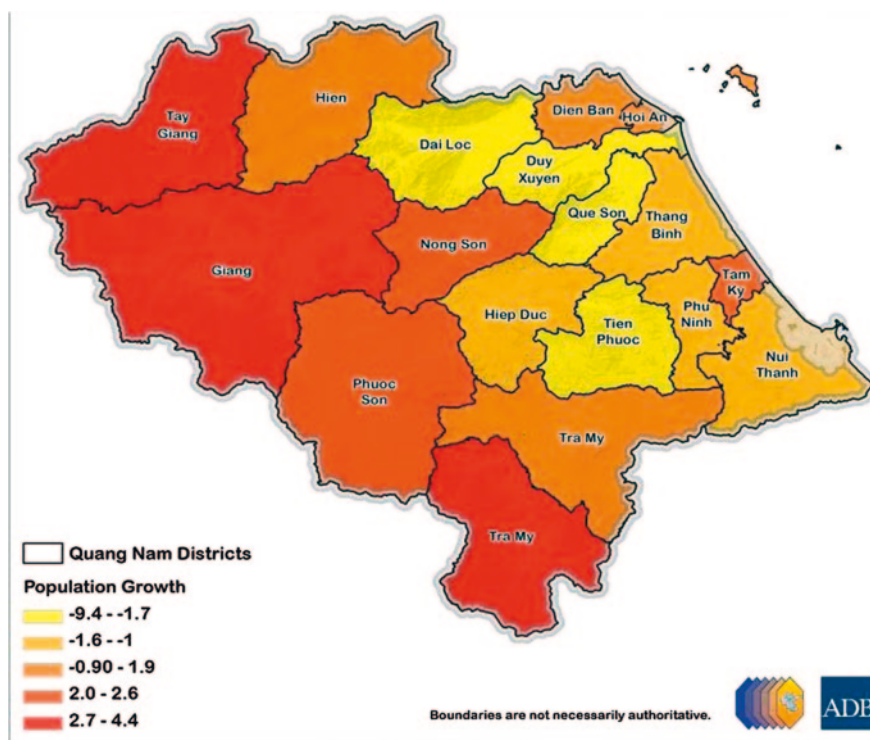 Tay
Giang
Hien
Dien Ban
Hoi An
Dai Loc
Duy
Xuyen
Que Son
Thang
Binh
Giang
Nong Son
Tam
Ky
Hiep Duc
Tien
Phuoc
Phu
Ninh
Nui
Thanh
Phuoc
Son
Tra My
Tra My
Quang Nam Districts
Population Growth
-9.4 - -1.7
-1.6 - -1
-0.90 - 1.9
2.0 - 2.6
2.7 - 4.4
Boundaries are not necessarily authoritative.
ADB